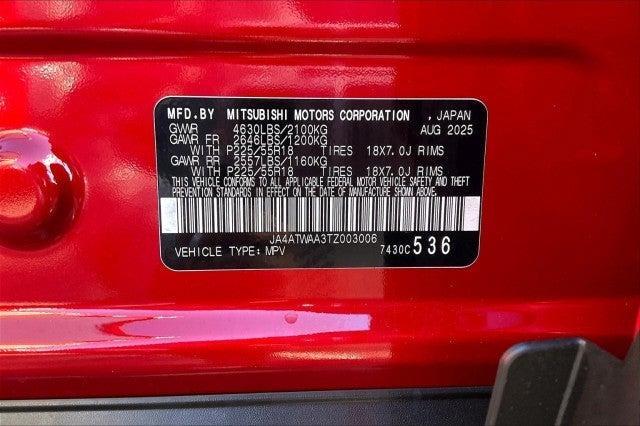 MFD.BY MITSUBISHI MOTORS CORPORATION , JAPAN
GVWR 4630LBS/2100KG AUG 2025
GAWR FR 2646LBS/1200KG
WITH P225/55R18 TIRES 18X7.0J RIMS
GAWR RR 2557LBS/1160KG
WITH P225/55R18 TIRES 18X7.0J RIMS
THIS VEHICLE CONFORMS TO ALL APPLICABLE FEDERAL MOTOR VEHICLE SAFETY AND THEFT
PREVENTION STANDARDS IN EFFECT ON THE DATE OF MANUFACTURE SHOWN ABOVE.
JA4ATWAA3TZ003006
VEHICLE TYPE: MPV 7430C 536